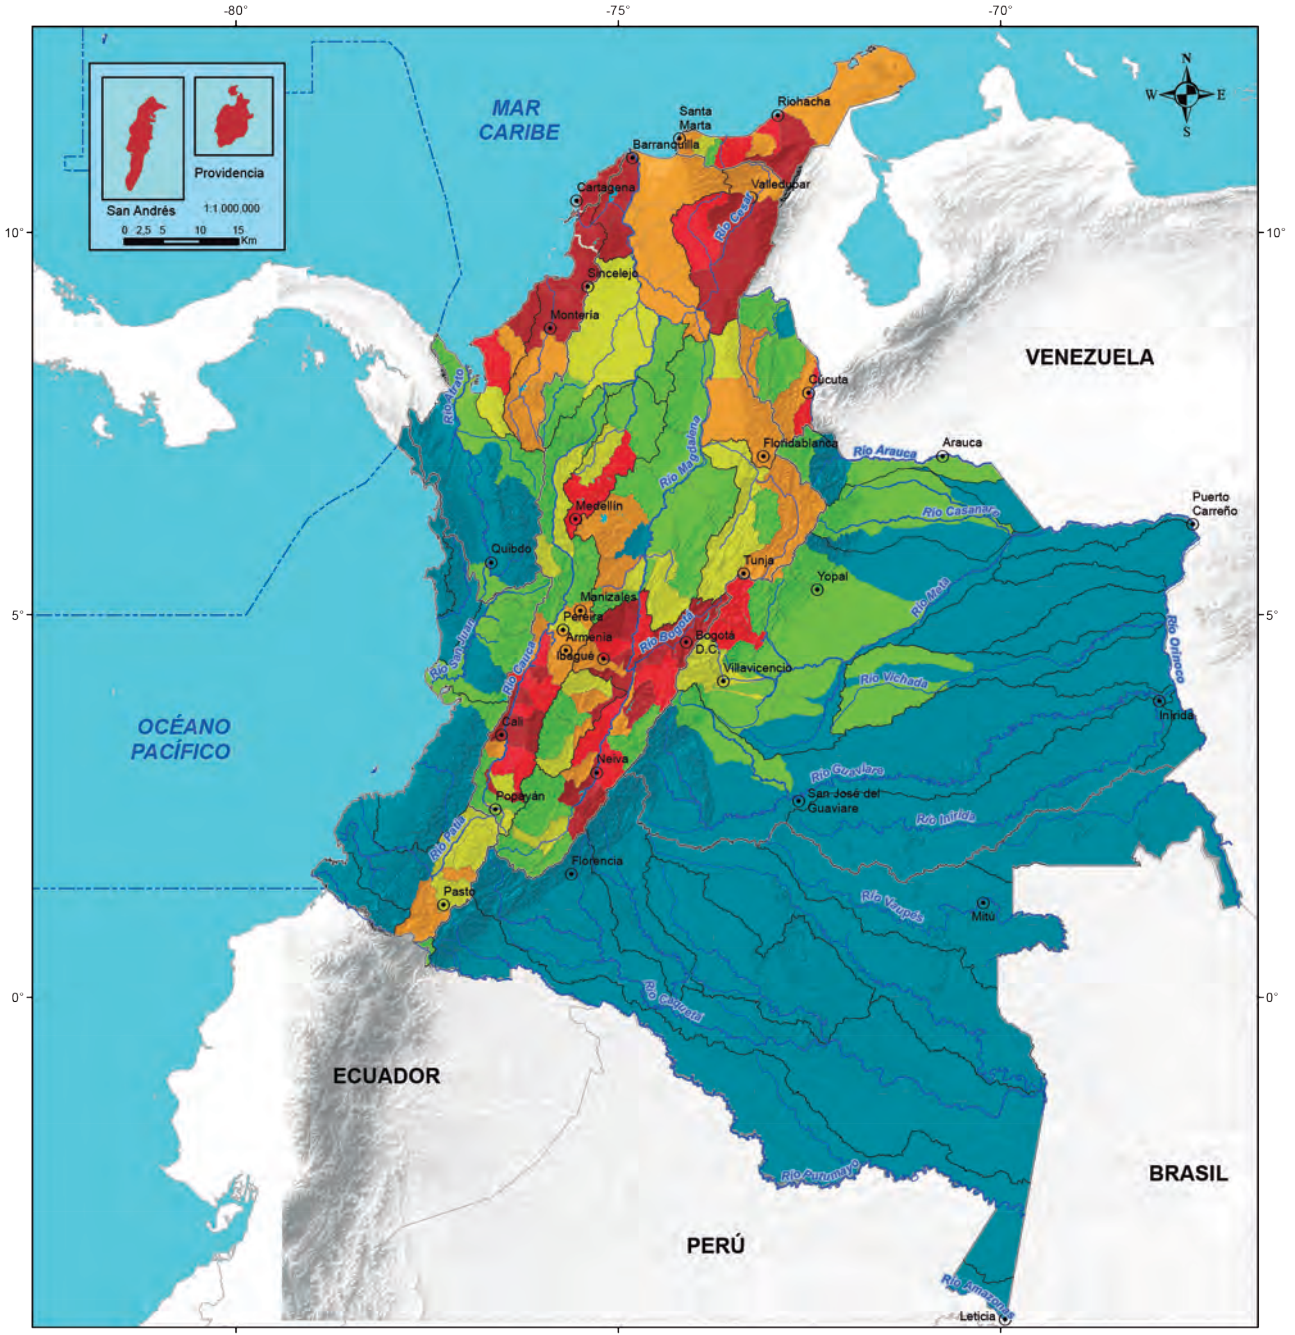 -80°
-75°
-70°
MAR
CARIBE
N
W
E
S
Providencia
San Andrés
1:1.000.000
0 2,5 5 10 15
Km
Riohacha
Santa
Marta
Barranquilla
Cartagena
Valledupar
Río Cesar
10°
10°
Sincelejo
Montería
VENEZUELA
Cúcuta
Río Atrato
Río Magdalena
Floridablanca
Río Arauca
Arauca
Puerto
Carreño
Medellín
Río Casanare
Quibdo
Tunja
Yopal
Río Meta
Manizales
5°
5°
Pereira
Armenia
Ibagué
Río Bogotá
Bogotá
D.C.
Río San Juan
Río Cauca
Villavicencio
Río Vichada
Río Orinoco
Inírida
OCÉANO
PACÍFICO
Cali
Neiva
Río Guaviare
Popayán
San José del
Guaviare
Río Inírida
Río Patía
Florencia
Pasto
Río Vaupés
Mitú
0°
0°
Río Caquetá
ECUADOR
Río Putumayo
BRASIL
PERÚ
Río Amazonas
Leticia